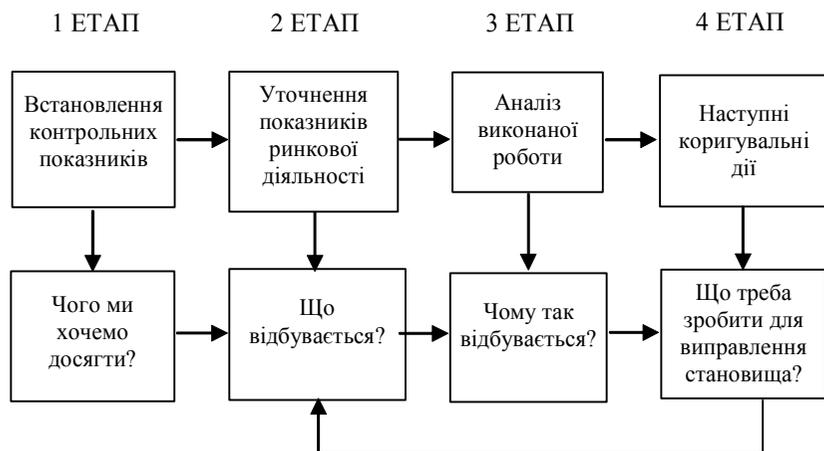 1 ЕТАП
2 ЕТАП
3 ЕТАП
4 ЕТАП
Встановлення
контрольних
показників
Уточнення
показників
ринкової
діяльності
Аналіз
виконаної
роботи
Наступні
коригувальні
дії
Чого ми
хочемо
досягти?
Що
відбувається?
Чому так
відбувається?
Що треба
зробити для
виправлення
становища?